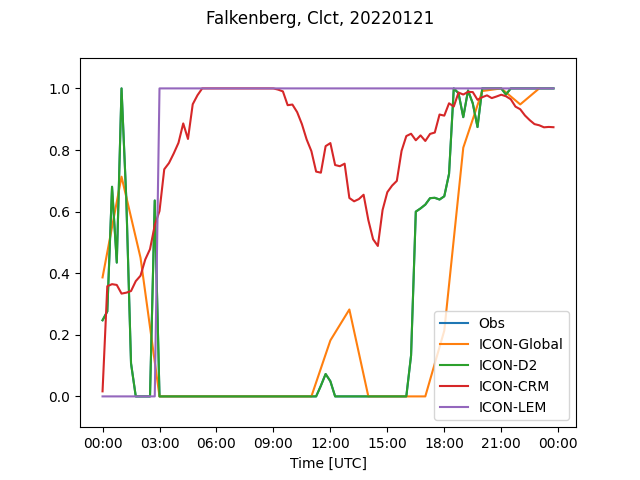 Falkenberg, Clct, 20220121
1.0
0.8
0.6
0.4
0.2
0.0
Obs
ICON-Global
ICON-D2
ICON-CRM
ICON-LEM
00:00 03:00 06:00 09:00 12:00 15:00 18:00 21:00 00:00
Time [UTC]